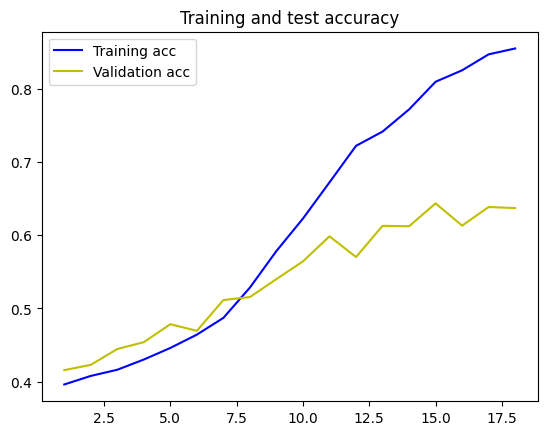 Training and test accuracy
Training acc
Validation acc
0.8
0.7
0.6
0.5
0.4
2.5 5.0 7.5 10.0 12.5 15.0 17.5